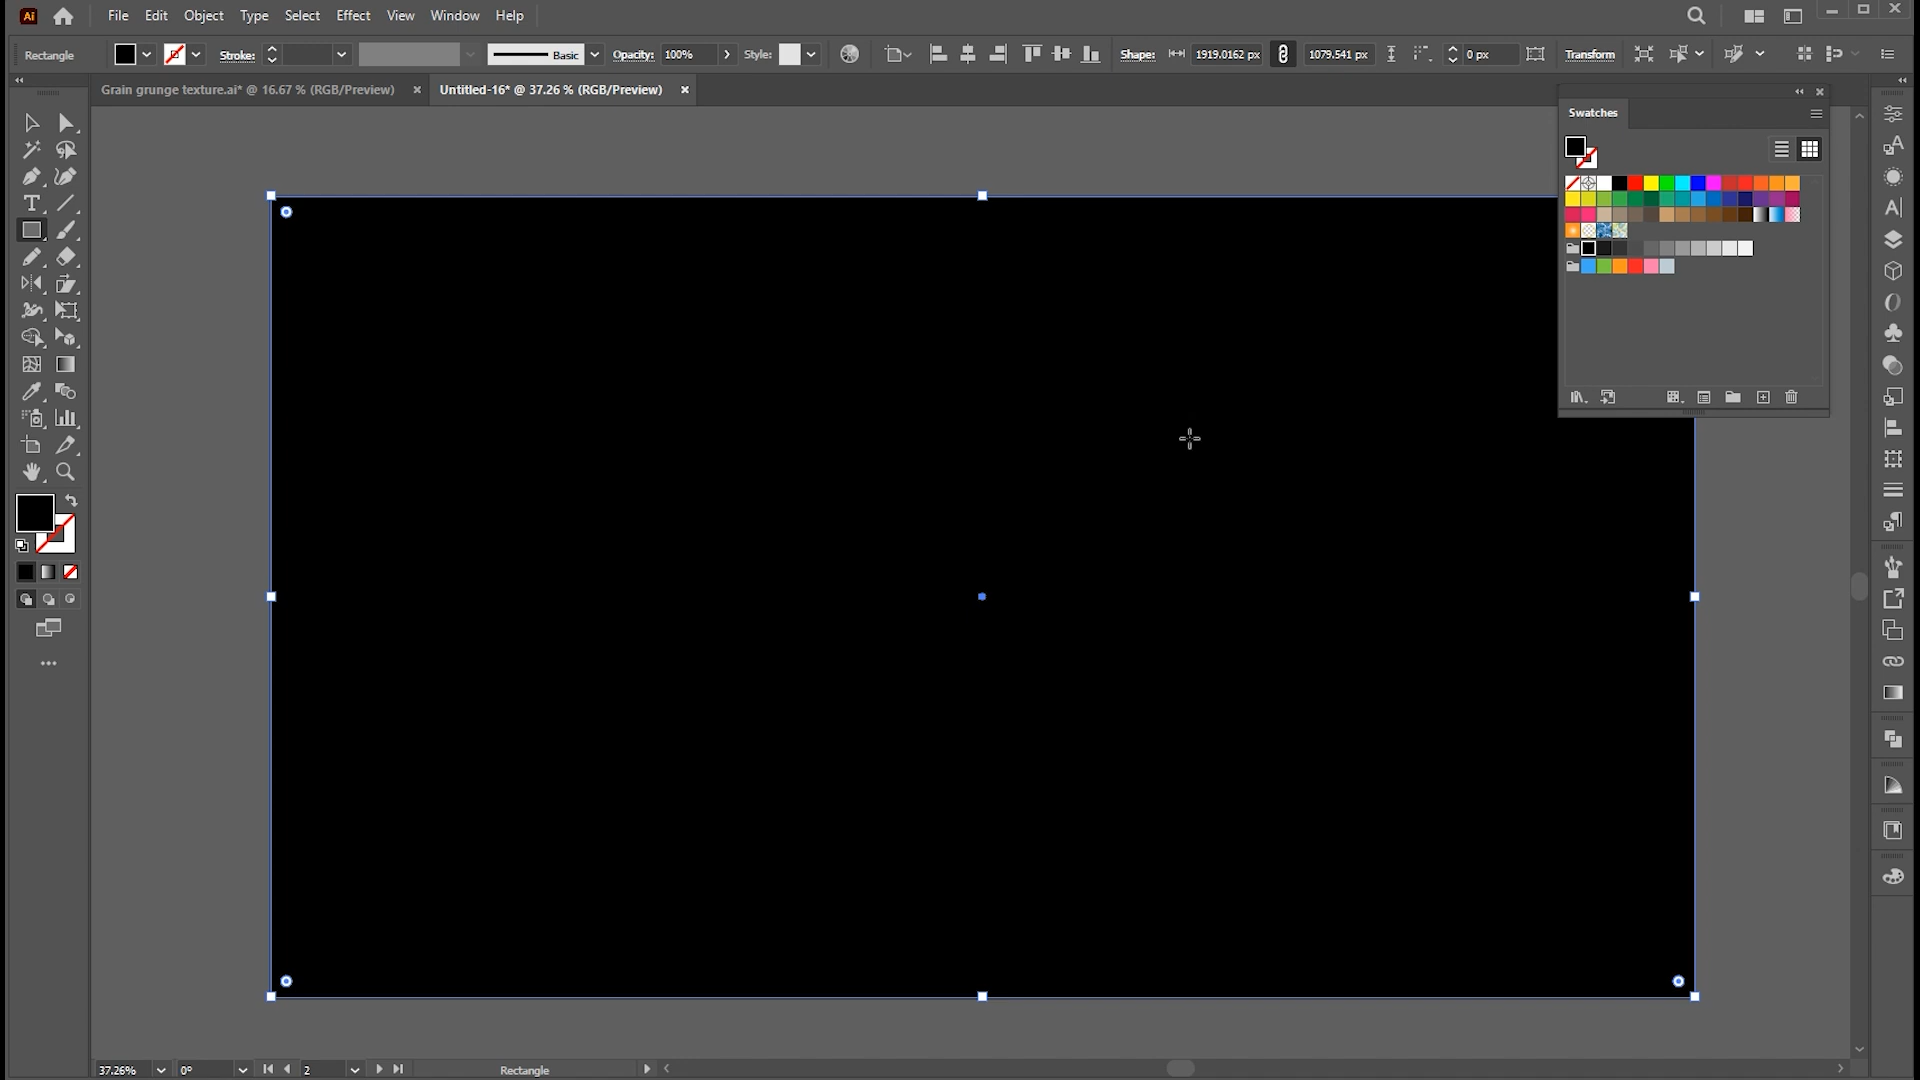 Ai File Edit Object Type Select Effect View Window Help
Rectangle Stroke: Basic Opacity: 100% Style: Shape: 1919.0162 px 1079.541 px 0 px Transform
Grain grunge texture.ai* @ 16.67 % (RGB/Preview) Untitled-16* @ 37.26 % (RGB/Preview)
Swatches
37.26% 0° 2 Rectangle